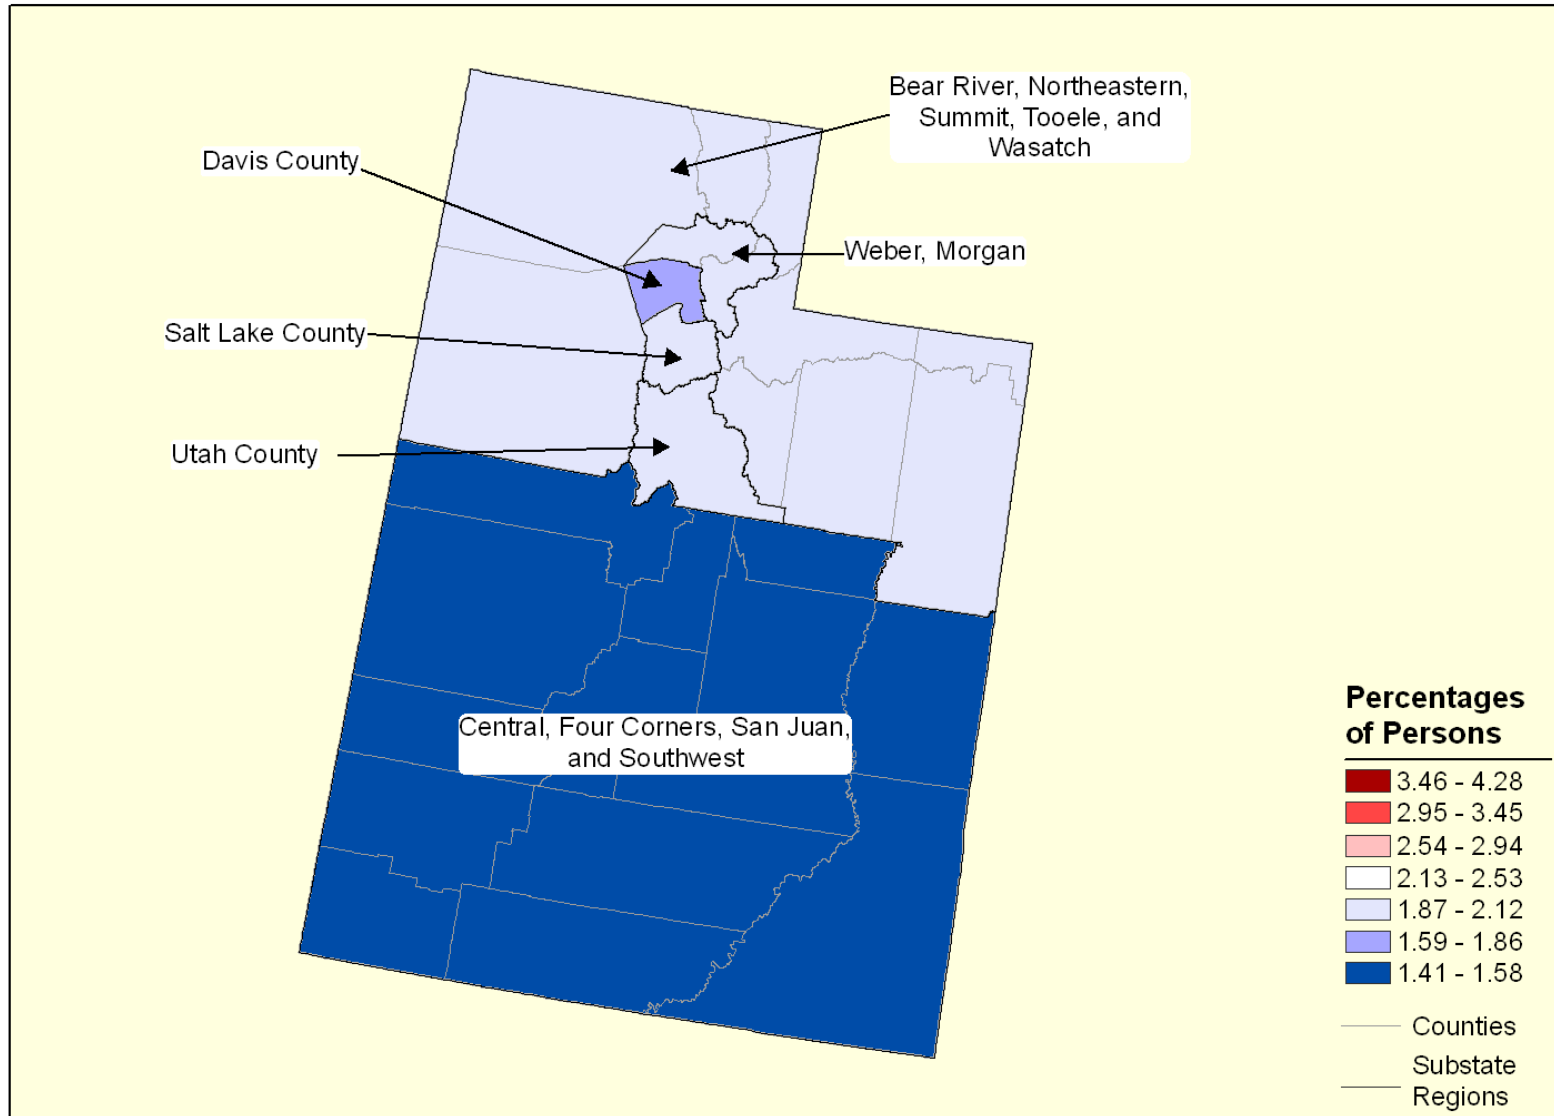 Bear River, Northeastern,
Summit, Tooele, and
Wasatch
Davis County
Weber, Morgan
Salt Lake County
Utah County
Central, Four Corners, San Juan,
and Southwest
Percentages
of Persons
3.46 - 4.28
2.95 - 3.45
2.54 - 2.94
2.13 - 2.53
1.87 - 2.12
1.59 - 1.86
1.41 - 1.58
Counties
Substate
Regions